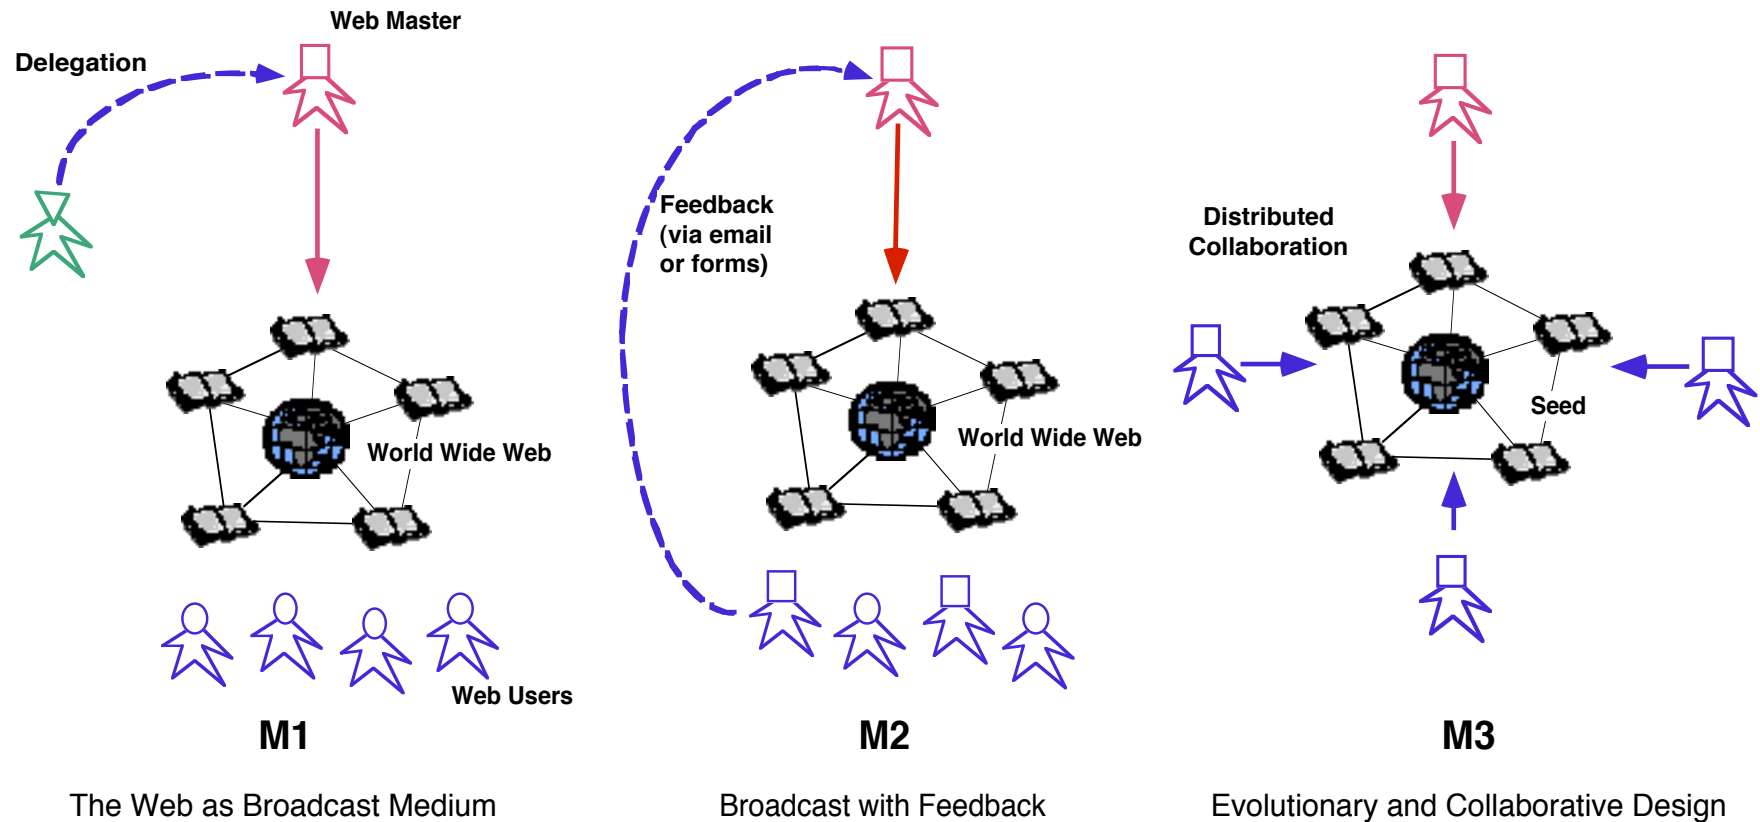 Web Master
Delegation
World Wide Web
Web Users
M1
The Web as Broadcast Medium
Feedback
(via email
or forms)
World Wide Web
M2
Broadcast with Feedback
Distributed
Collaboration
Seed
M3
Evolutionary and Collaborative Design